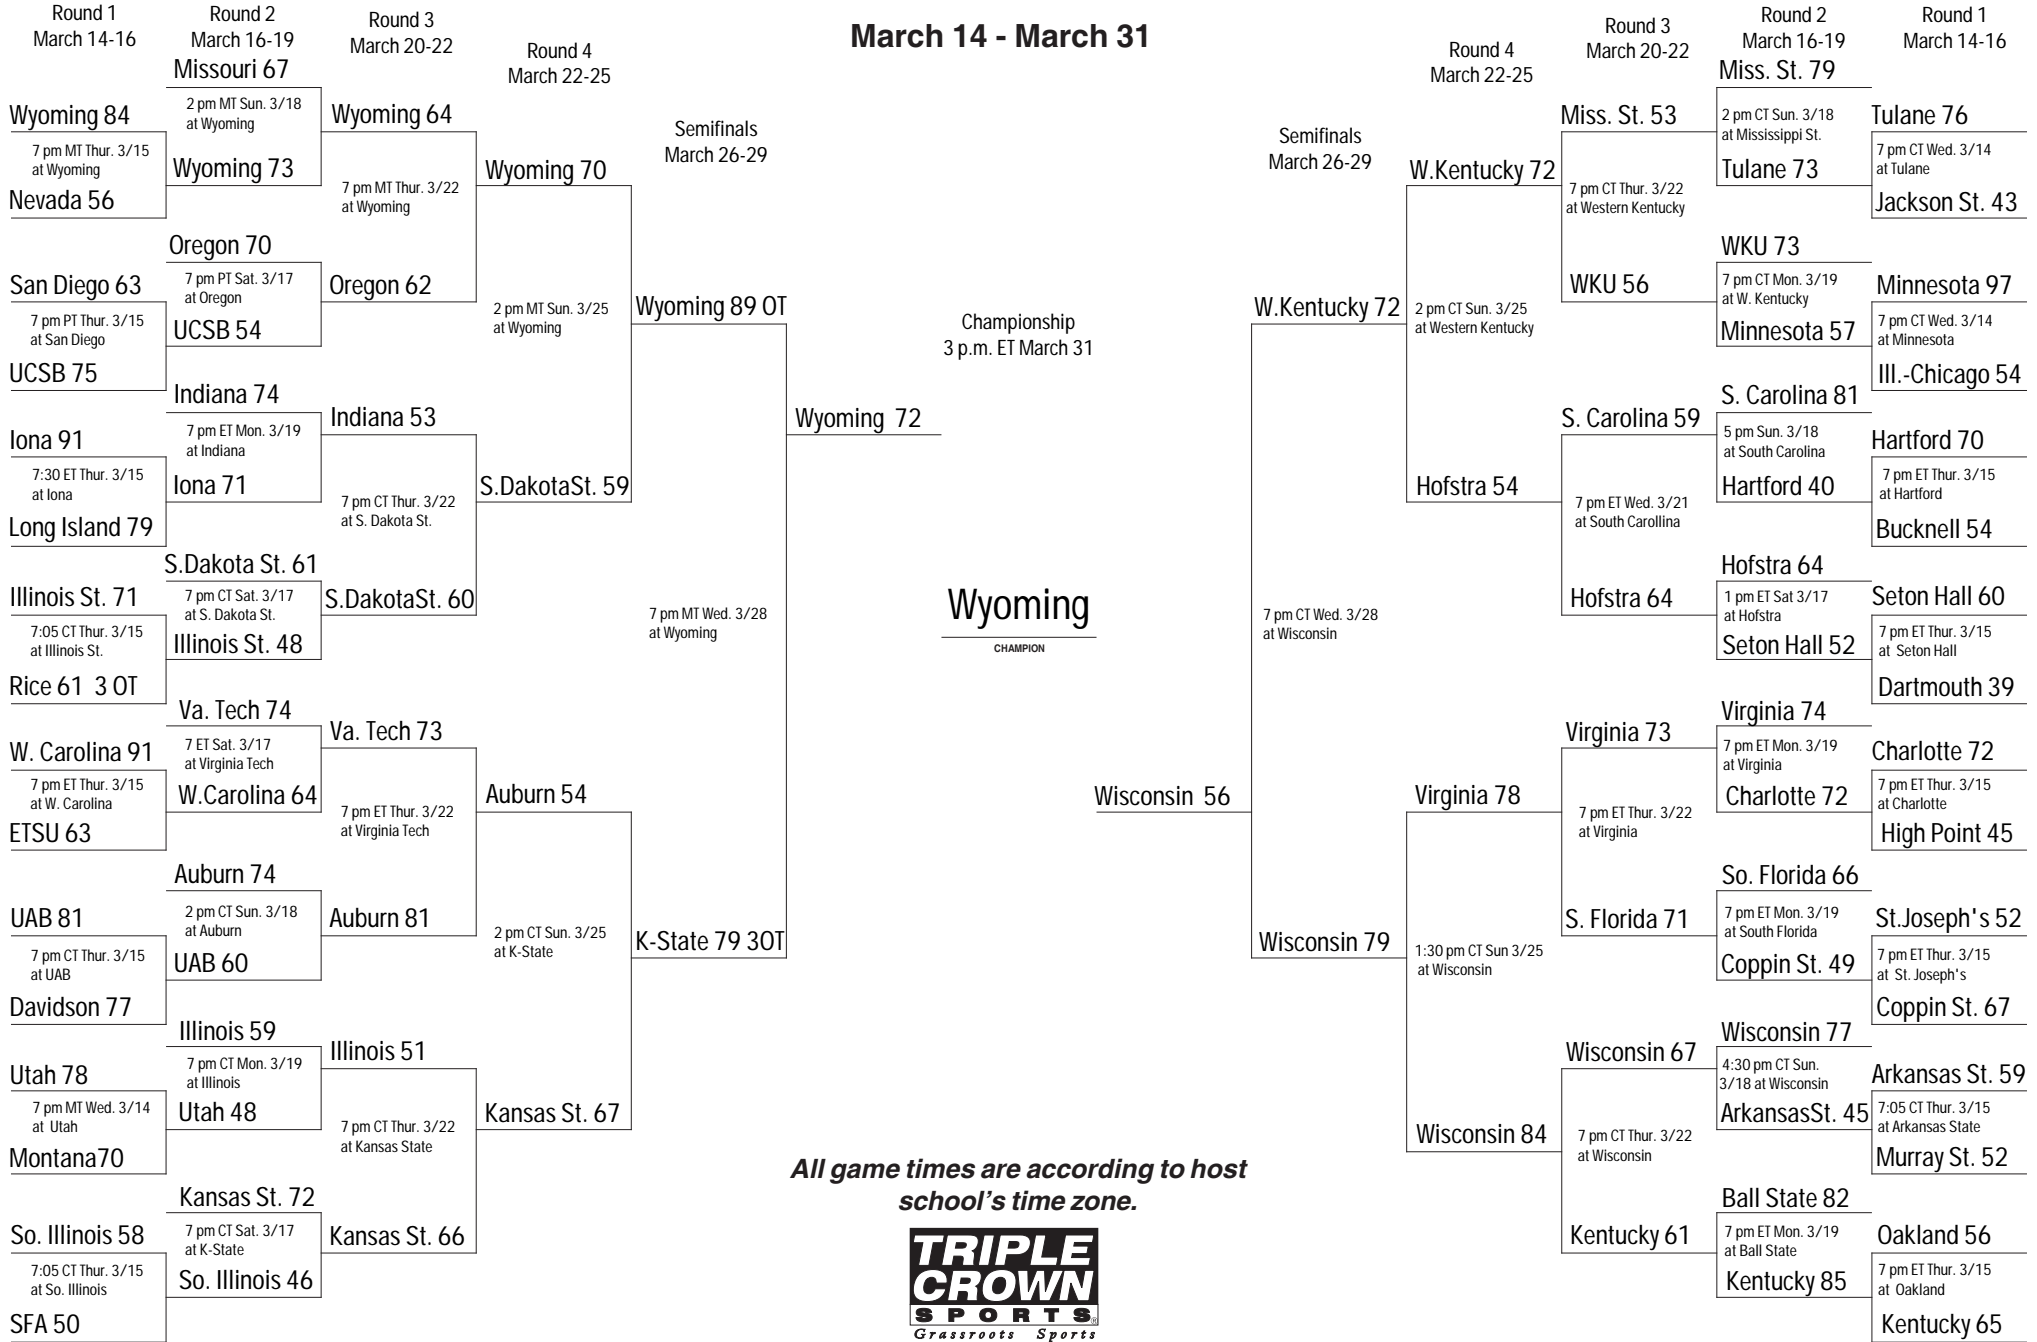 March 14 - March 31
Round 1
March 14-16
Wyoming 84
7 pm MT Thur. 3/15
at Wyoming
Nevada 56
San Diego 63
7 pm PT Thur. 3/15
at San Diego
UCSB 75
Iona 91
7:30 ET Thur. 3/15
at Iona
Long Island 79
Illinois St. 71
7:05 CT Thur. 3/15
at Illinois St.
Rice 61 3 OT
W. Carolina 91
7 pm ET Thur. 3/15
at W. Carolina
ETSU 63
UAB 81
7 pm CT Thur. 3/15
at UAB
Davidson 77
Utah 78
7 pm MT Wed. 3/14
at Utah
Montana70
So. Illinois 58
7:05 CT Thur. 3/15
at So. Illinois
SFA 50
Round 2
March 16-19
Missouri 67
2 pm MT Sun. 3/18
at Wyoming
Wyoming 73
Oregon 70
7 pm PT Sat. 3/17
at Oregon
UCSB 54
Indiana 74
7 pm ET Mon. 3/19
at Indiana
Iona 71
S.Dakota St. 61
7 pm CT Sat. 3/17
at S. Dakota St.
Illinois St. 48
Va. Tech 74
7 ET Sat. 3/17
at Virginia Tech
W.Carolina 64
Auburn 74
2 pm CT Sun. 3/18
at Auburn
UAB 60
Illinois 59
7 pm CT Mon. 3/19
at Illinois
Utah 48
Kansas St. 72
7 pm CT Sat. 3/17
at K-State
So. Illinois 46
Round 3
March 20-22
Wyoming 64
7 pm MT Thur. 3/22
at Wyoming
Oregon 62
Indiana 53
7 pm CT Thur. 3/22
at S. Dakota St.
S.DakotaSt. 60
Va. Tech 73
7 pm ET Thur. 3/22
at Virginia Tech
Auburn 81
Illinois 51
7 pm CT Thur. 3/22
at Kansas State
Kansas St. 66
Round 4
March 22-25
Wyoming 70
2 pm MT Sun. 3/25
at Wyoming
S.DakotaSt. 59
Auburn 54
2 pm CT Sun. 3/25
at K-State
Kansas St. 67
Semifinals
March 26-29
Wyoming 89 OT
7 pm MT Wed. 3/28
at Wyoming
K-State 79 3OT
Championship
3 p.m. ET March 31
Wyoming 72
Wyoming
CHAMPION
Wisconsin 56
Semifinals
March 26-29
W.Kentucky 72
7 pm CT Wed. 3/28
at Wisconsin
Wisconsin 79
Round 4
March 22-25
W.Kentucky 72
2 pm CT Sun. 3/25
at Western Kentucky
Hofstra 54
Virginia 78
1:30 pm CT Sun 3/25
at Wisconsin
Wisconsin 84
Round 3
March 20-22
Miss. St. 53
7 pm CT Thur. 3/22
at Western Kentucky
WKU 56
S. Carolina 59
7 pm ET Wed. 3/21
at South Carollina
Hofstra 64
Virginia 73
7 pm ET Thur. 3/22
at Virginia
S. Florida 71
Wisconsin 67
7 pm CT Thur. 3/22
at Wisconsin
Kentucky 61
Round 2
March 16-19
Miss. St. 79
2 pm CT Sun. 3/18
at Mississippi St.
Tulane 73
WKU 73
7 pm CT Mon. 3/19
at W. Kentucky
Minnesota 57
S. Carolina 81
5 pm Sun. 3/18
at South Carolina
Hartford 40
Hofstra 64
1 pm ET Sat 3/17
at Hofstra
Seton Hall 52
Virginia 74
7 pm ET Mon. 3/19
at Virginia
Charlotte 72
So. Florida 66
7 pm ET Mon. 3/19
at South Florida
Coppin St. 49
Wisconsin 77
4:30 pm CT Sun.
3/18 at Wisconsin
ArkansasSt. 45
Ball State 82
7 pm ET Mon. 3/19
at Ball State
Kentucky 85
Round 1
March 14-16
Tulane 76
7 pm CT Wed. 3/14
at Tulane
Jackson St. 43
Minnesota 97
7 pm CT Wed. 3/14
at Minnesota
Ill.-Chicago 54
Hartford 70
7 pm ET Thur. 3/15
at Hartford
Bucknell 54
Seton Hall 60
7 pm ET Thur. 3/15
at Seton Hall
Dartmouth 39
Charlotte 72
7 pm ET Thur. 3/15
at Charlotte
High Point 45
St.Joseph's 52
7 pm ET Thur. 3/15
at St. Joseph's
Coppin St. 67
Arkansas St. 59
7:05 CT Thur. 3/15
at Arkansas State
Murray St. 52
Oakland 56
7 pm ET Thur. 3/15
at Oakland
Kentucky 65
All game times are according to host
school's time zone.
TRIPLE
CROWN
SPORTS®
Grassroots Sports